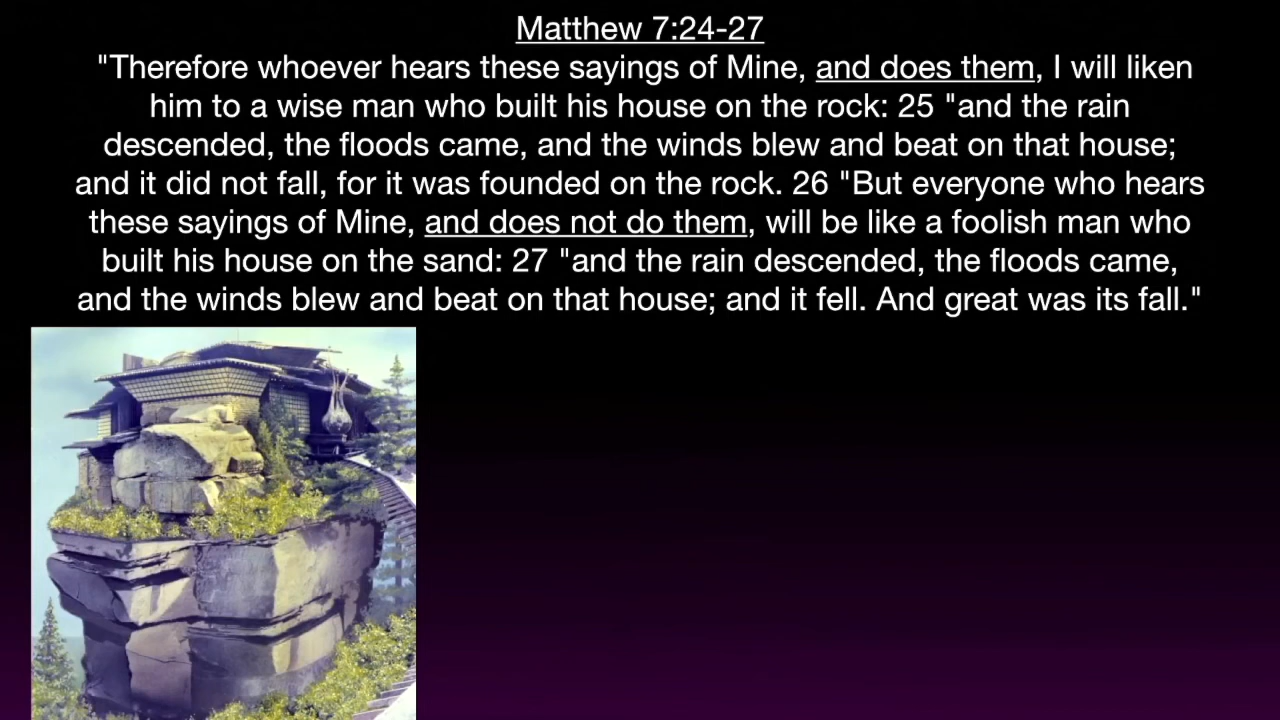 Matthew 7:24-27
"Therefore whoever hears these sayings of Mine, and does them, I will liken
him to a wise man who built his house on the rock: 25 "and the rain
descended, the floods came, and the winds blew and beat on that house;
and it did not fall, for it was founded on the rock. 26 "But everyone who hears
these sayings of Mine, and does not do them, will be like a foolish man who
built his house on the sand: 27 "and the rain descended, the floods came,
and the winds blew and beat on that house; and it fell. And great was its fall."